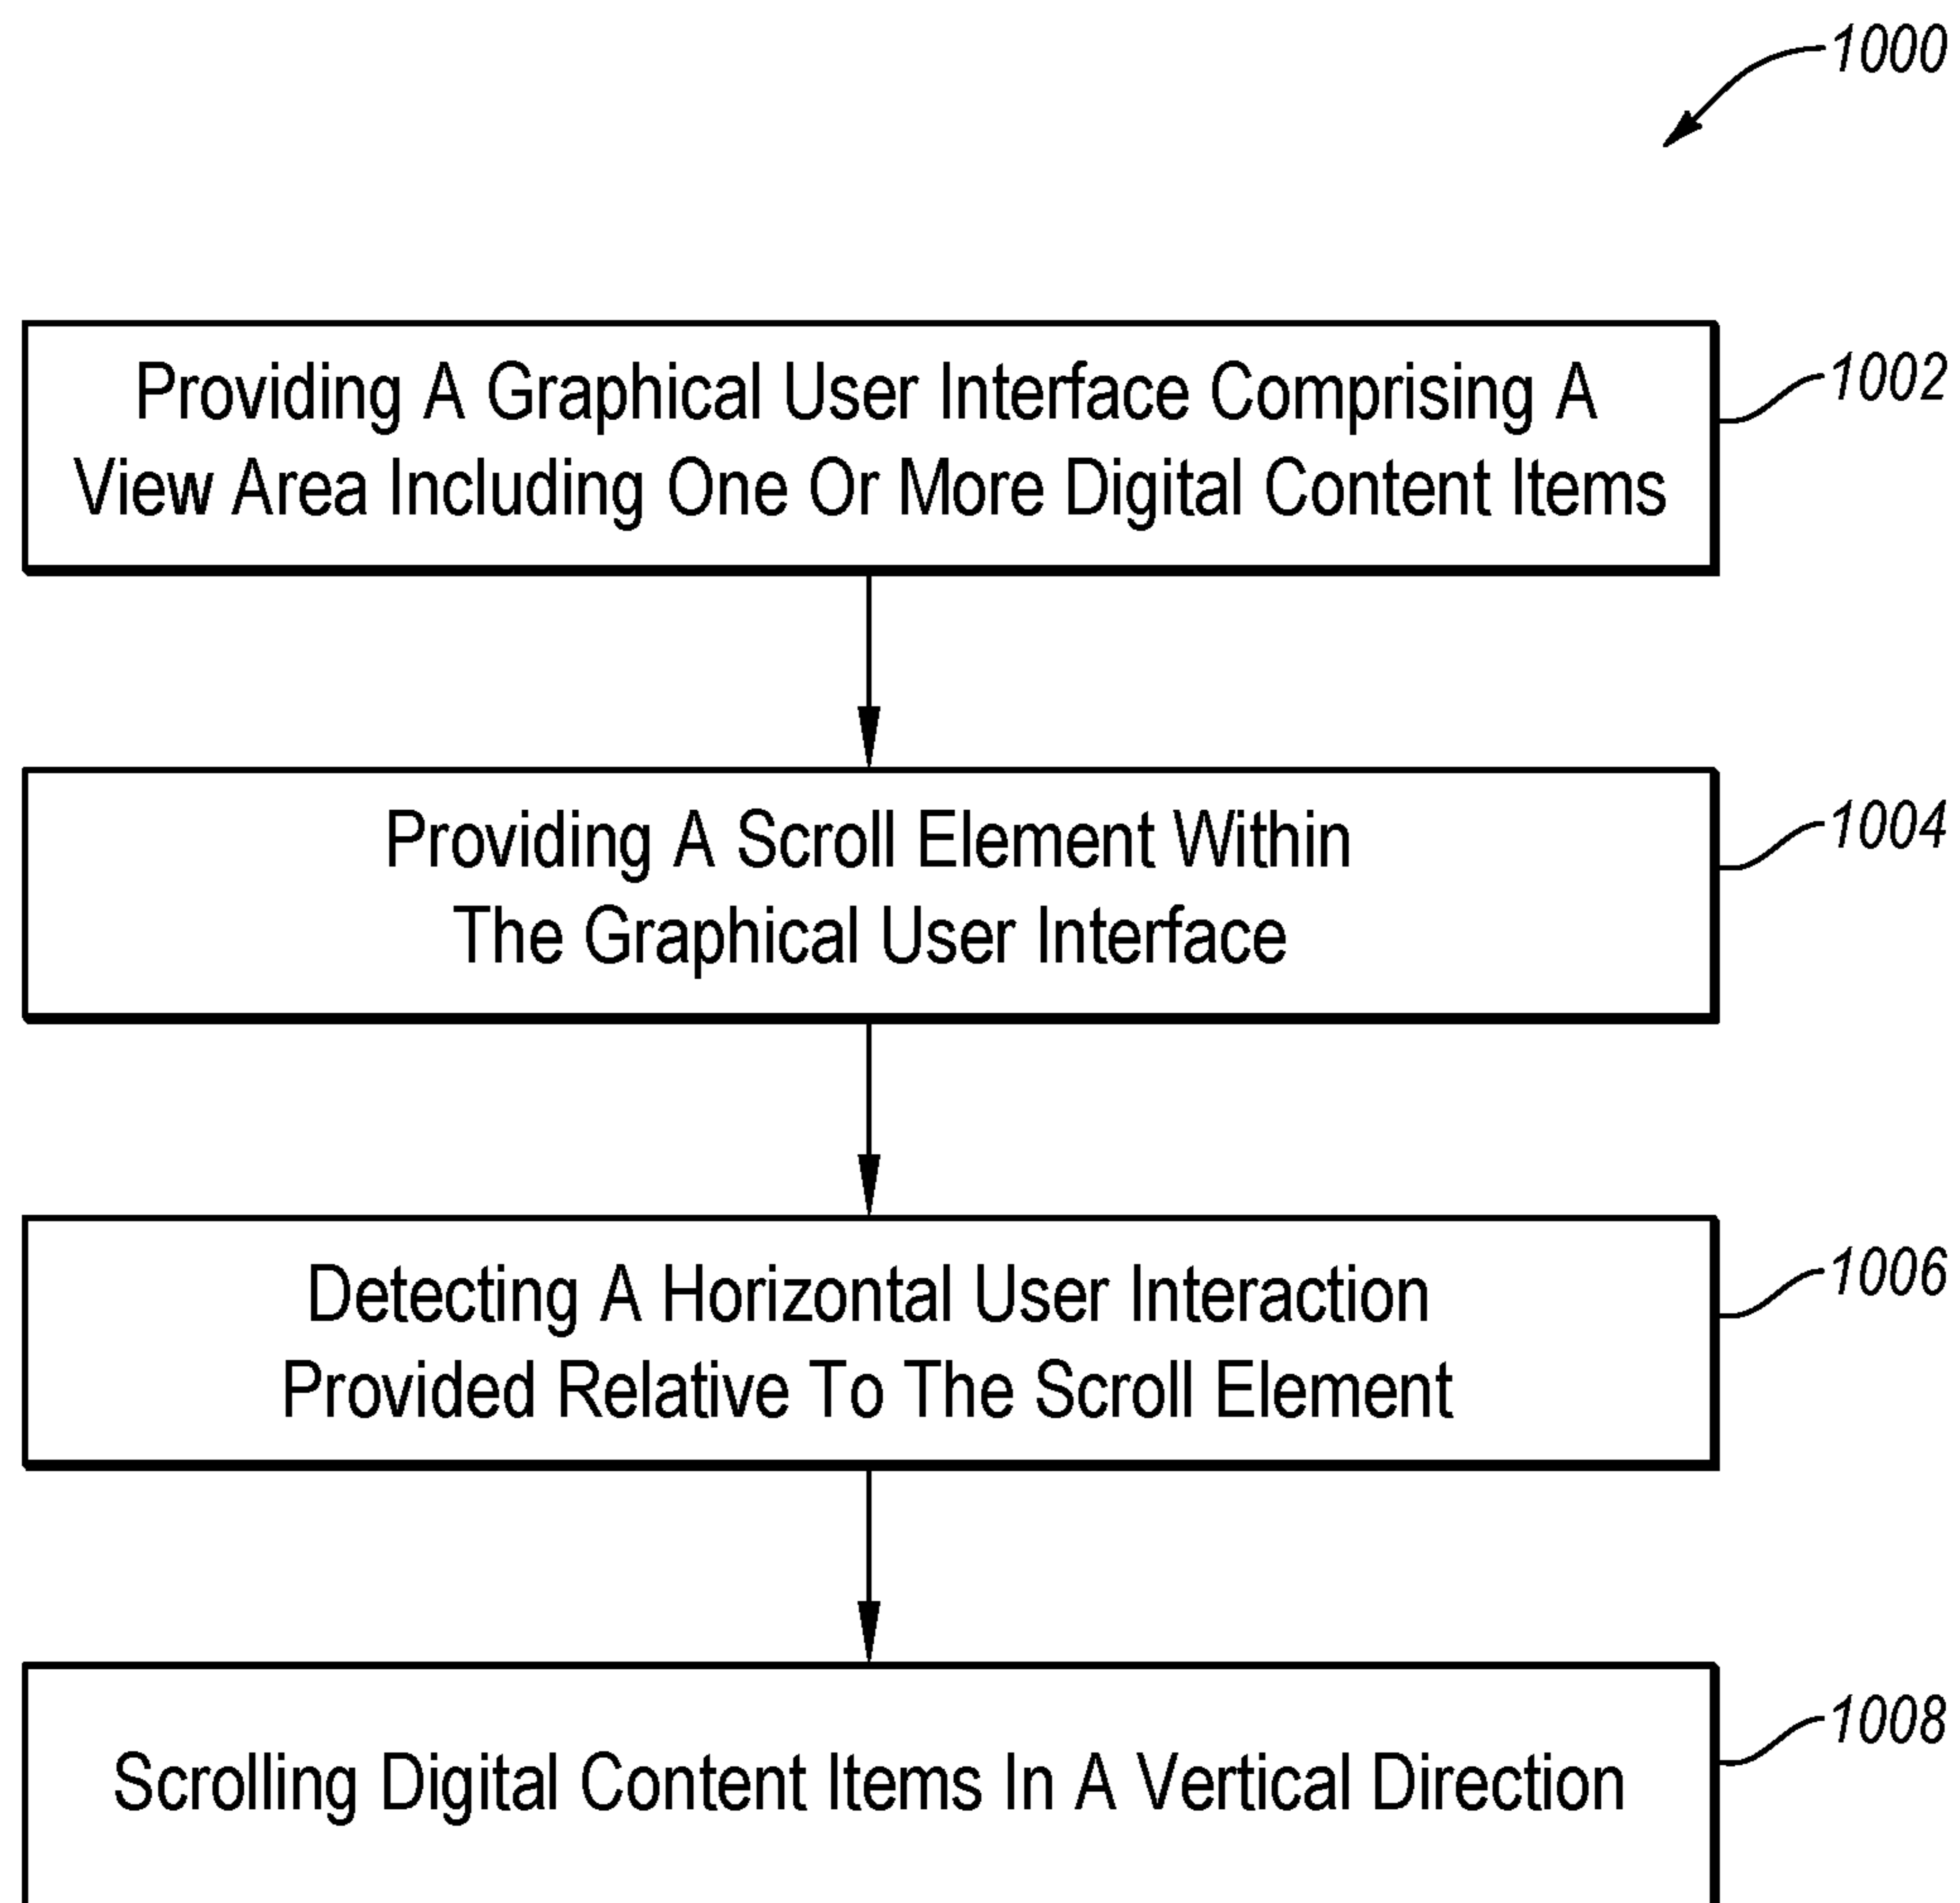 1000
Providing A Graphical User Interface Comprising A
View Area Including One Or More Digital Content Items
1002
Providing A Scroll Element Within
The Graphical User Interface
1004
Detecting A Horizontal User Interaction
Provided Relative To The Scroll Element
1006
Scrolling Digital Content Items In A Vertical Direction
1008